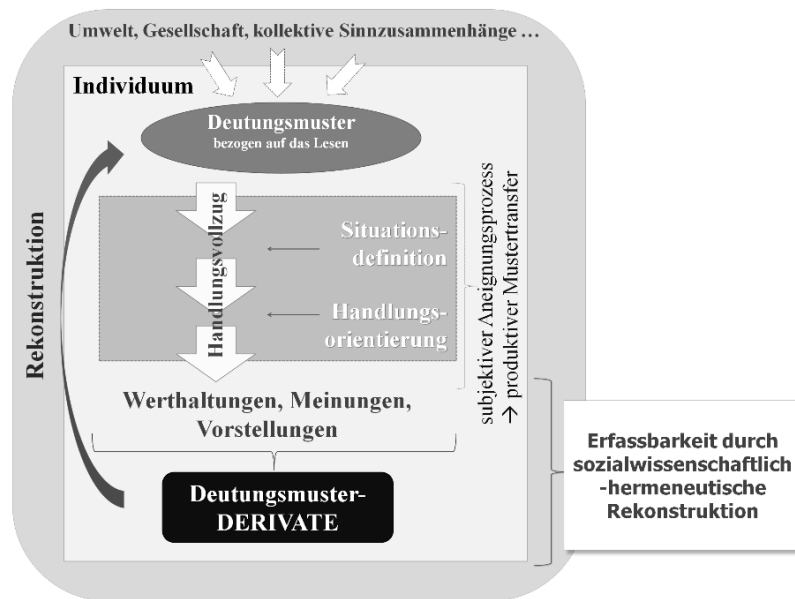 Umwelt, Gesellschaft, kollektive Sinnzusammenhänge …
Individuum
Deutungsmuster
bezogen auf das Lesen
Rekonstruktion
Handlungsvollzug
Situations-
definition
Handlungs-
orientierung
subjektiver Aneignungsprozess
→ produktiver Mustertransfer
Werthaltungen, Meinungen,
Vorstellungen
Deutungsmuster-
DERIVATE
Erfassbarkeit durch
sozialwissenschaftlich
-hermeneutische
Rekonstruktion